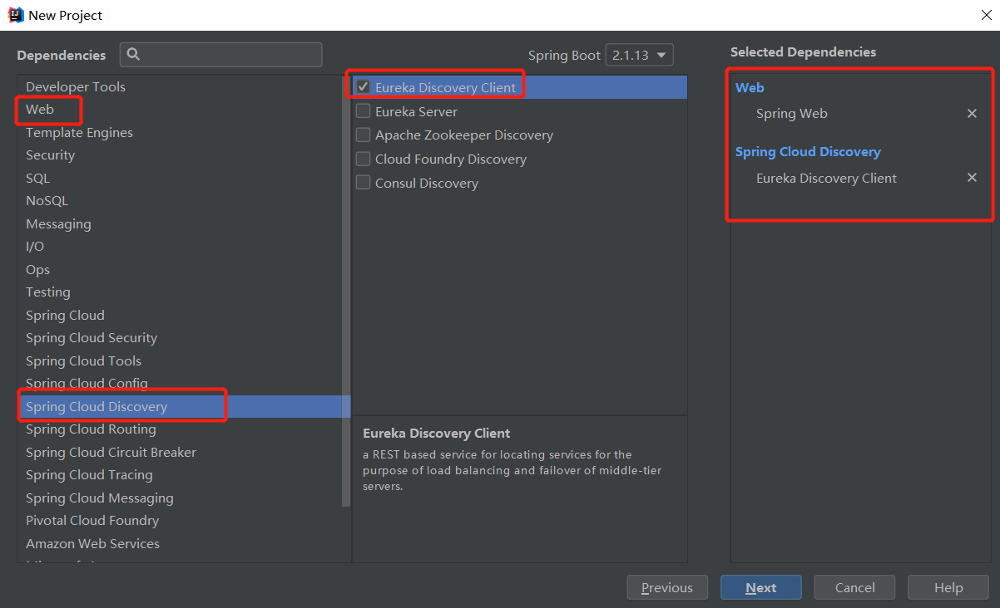 New Project
Dependencies
Spring Boot 2.1.13
Selected Dependencies
Developer Tools
Web
Template Engines
Security
SQL
NoSQL
Messaging
I/O
Ops
Testing
Spring Cloud
Spring Cloud Security
Spring Cloud Tools
Spring Cloud Config
Spring Cloud Discovery
Spring Cloud Routing
Spring Cloud Circuit Breaker
Spring Cloud Tracing
Spring Cloud Messaging
Pivotal Cloud Foundry
Amazon Web Services
Eureka Discovery Client
Eureka Server
Apache Zookeeper Discovery
Cloud Foundry Discovery
Consul Discovery
Eureka Discovery Client
a REST based service for locating services for the
purpose of load balancing and failover of middle-tier
servers.
Web
Spring Web
Spring Cloud Discovery
Eureka Discovery Client
Previous
Next
Cancel
Help